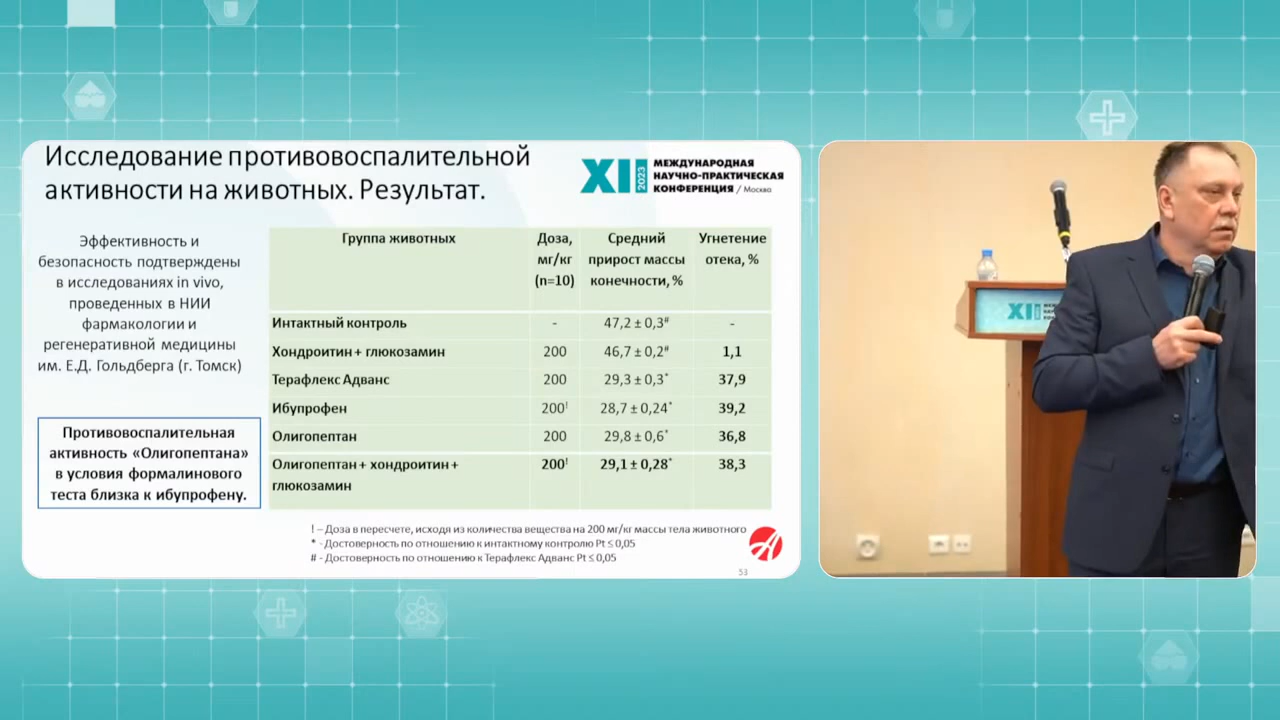 Исследование противовоспалительной
активности на животных. Результат.
XII 2023 МЕЖДУНАРОДНАЯ
НАУЧНО-ПРАКТИЧЕСКАЯ
КОНФЕРЕНЦИЯ / Москва
Эффективность и
безопасность подтверждены
в исследованиях in vivo,
проведенных в НИИ
фармакологии и
регенеративной медицины
им. Е.Д. Гольдберга (г. Томск)
Противовоспалительная
активность «Олигопептана»
в условия формалинового
теста близка к ибупрофену.
Группа животных Доза, мг/кг (n=10) Средний прирост массы конечности, % Угнетение отека, %
Интактный контроль - 47,2 ± 0,3# -
Хондроитин + глюкозамин 200 46,7 ± 0,2# 1,1
Терафлекс Адванс 200 29,3 ± 0,3* 37,9
Ибупрофен 200! 28,7 ± 0,24* 39,2
Олигопептан 200 29,8 ± 0,6* 36,8
Олигопептан + хондроитин + глюкозамин 200! 29,1 ± 0,28* 38,3
! – Доза в пересчете, исходя из количества вещества на 200 мг/кг массы тела животного
* - Достоверность по отношению к интактному контролю Pt ≤ 0,05
# - Достоверность по отношению к Терафлекс Адванс Pt ≤ 0,05
53
XII